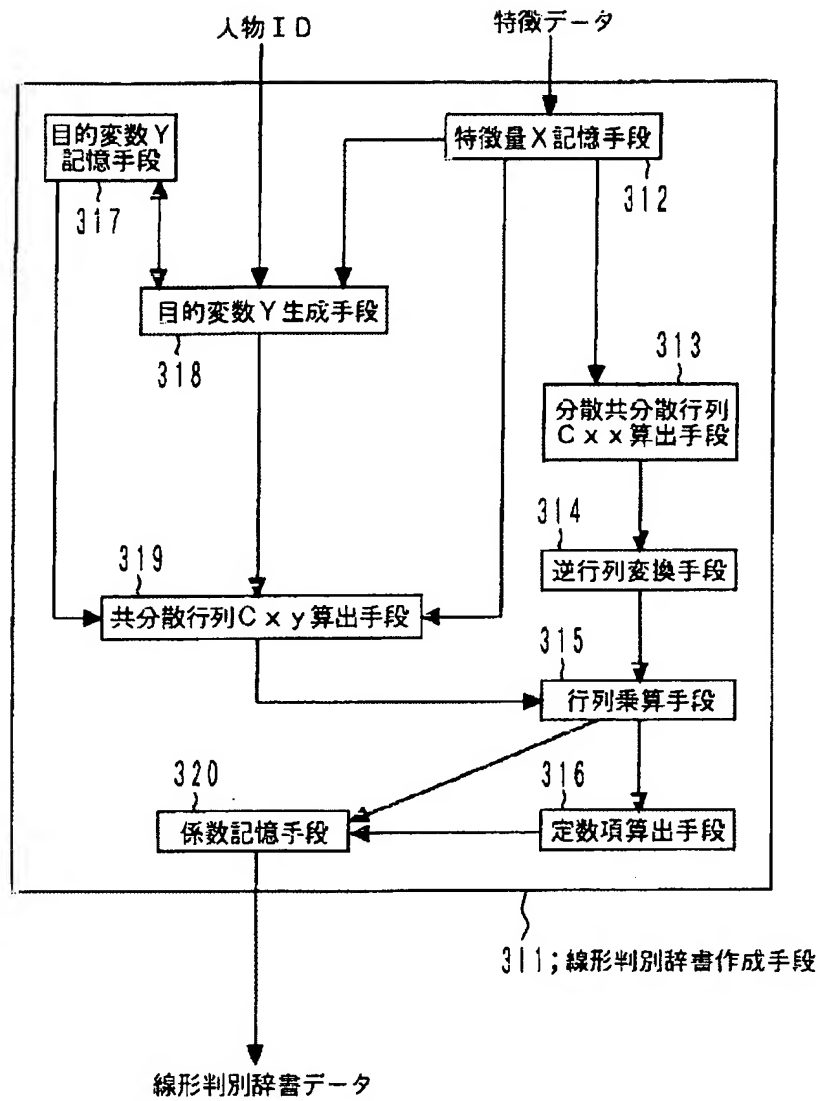 人物ID
特徴データ
目的変数Y
記憶手段
317
特徴量X記憶手段
312
目的変数Y生成手段
318
313
分散共分散行列
Cxx算出手段
314
逆行列変換手段
319
共分散行列Cxy算出手段
315
行列乗算手段
320
係数記憶手段
316
定数項算出手段
311;線形判別辞書作成手段
線形判別辞書データ